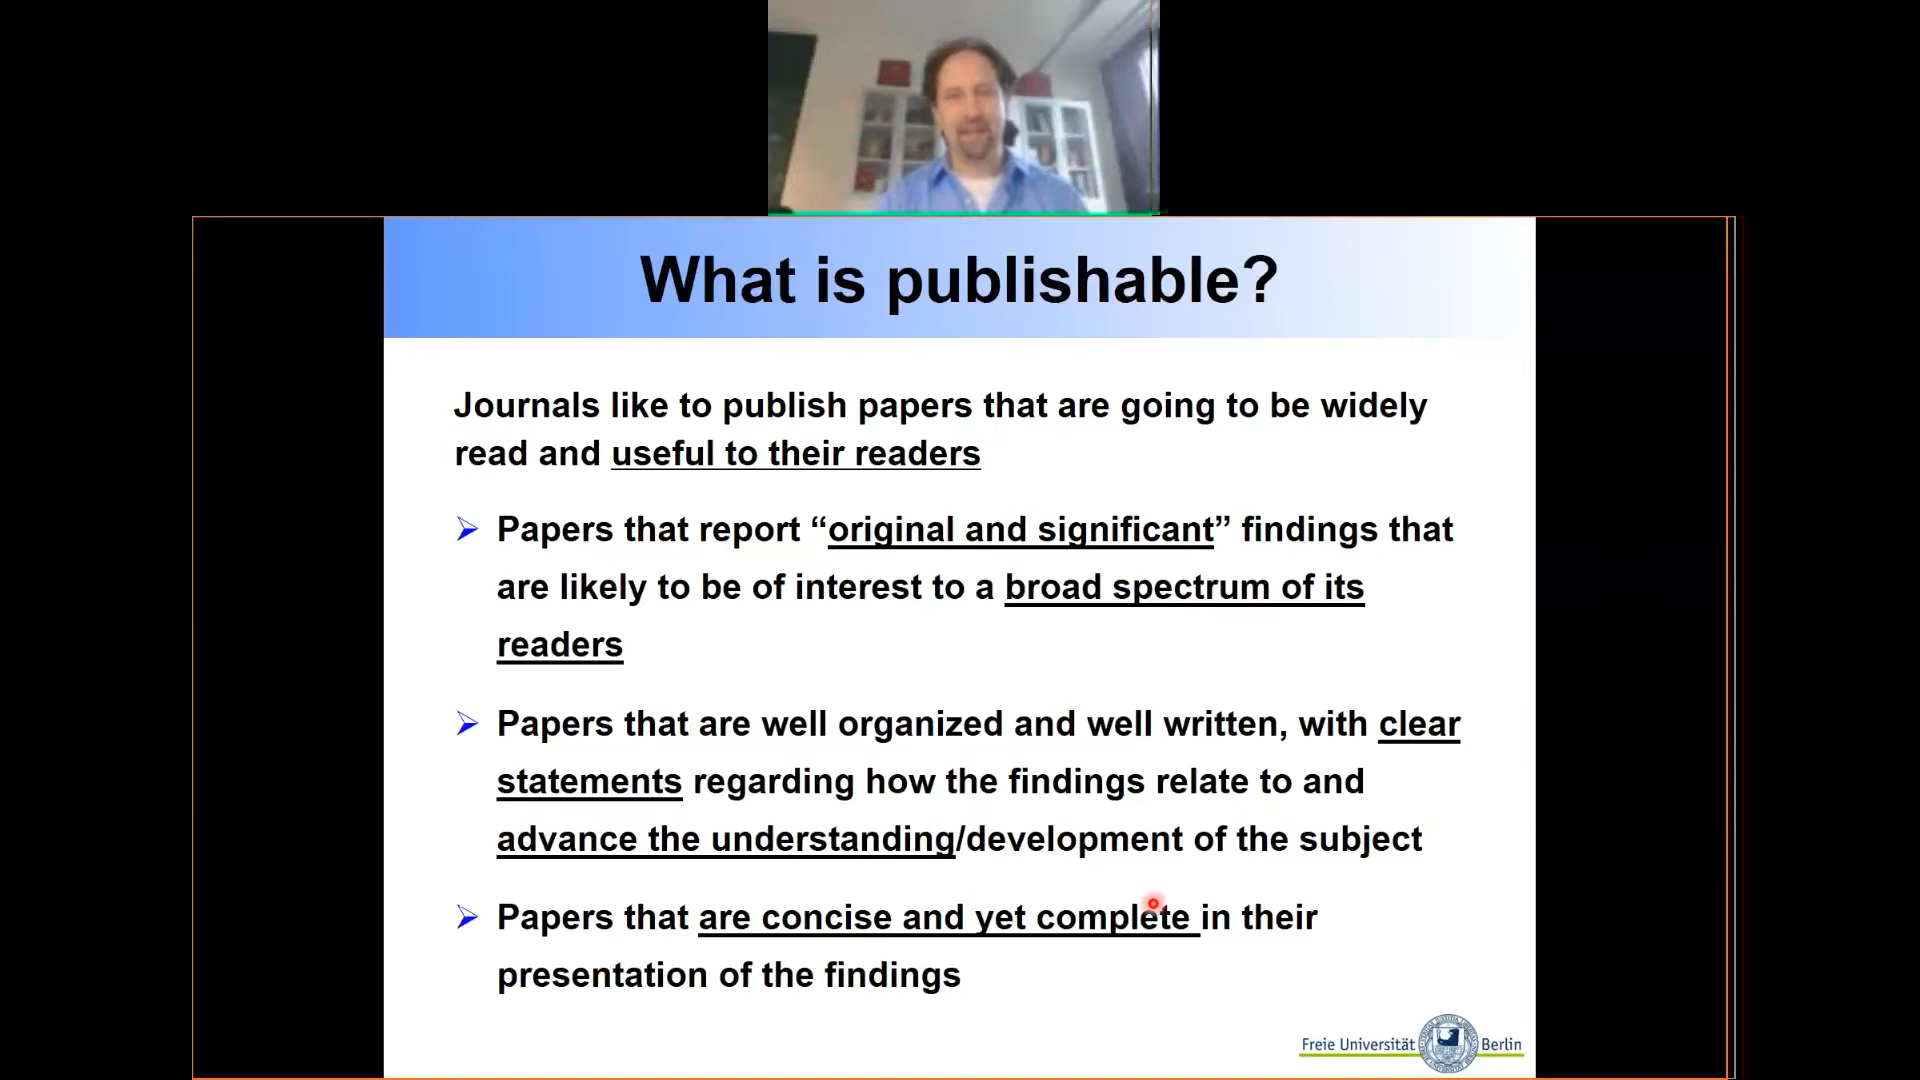 What is publishable?
Journals like to publish papers that are going to be widely
read and useful to their readers
Papers that report “original and significant” findings that
are likely to be of interest to a broad spectrum of its
readers
Papers that are well organized and well written, with clear
statements regarding how the findings relate to and
advance the understanding/development of the subject
Papers that are concise and yet complete in their
presentation of the findings
Freie Universität Berlin